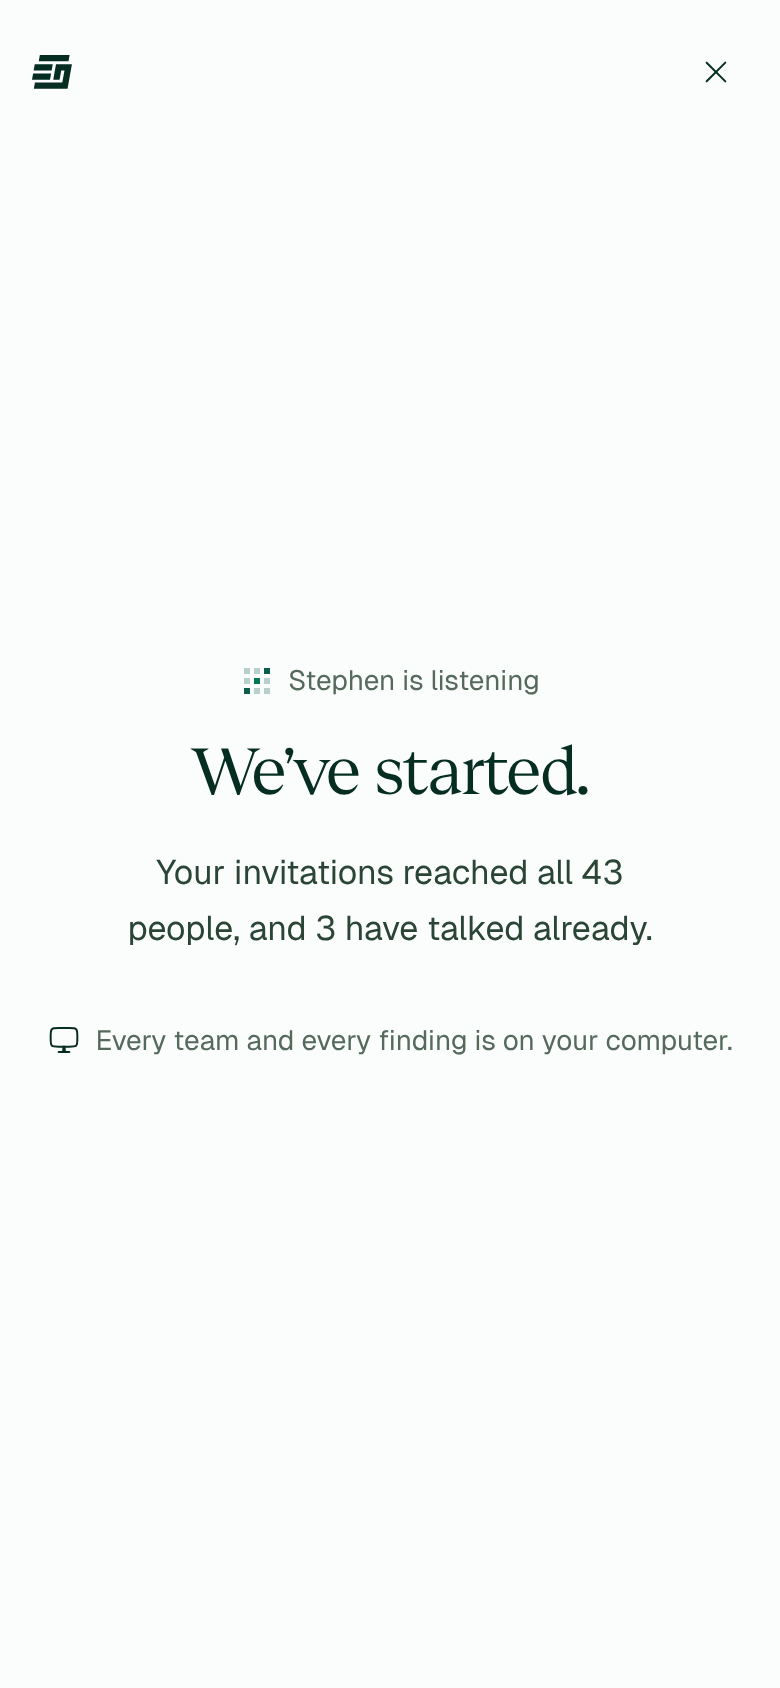 Stephen is listening
We’ve started.
Your invitations reached all 43
people, and 3 have talked already.
Every team and every finding is on your computer.